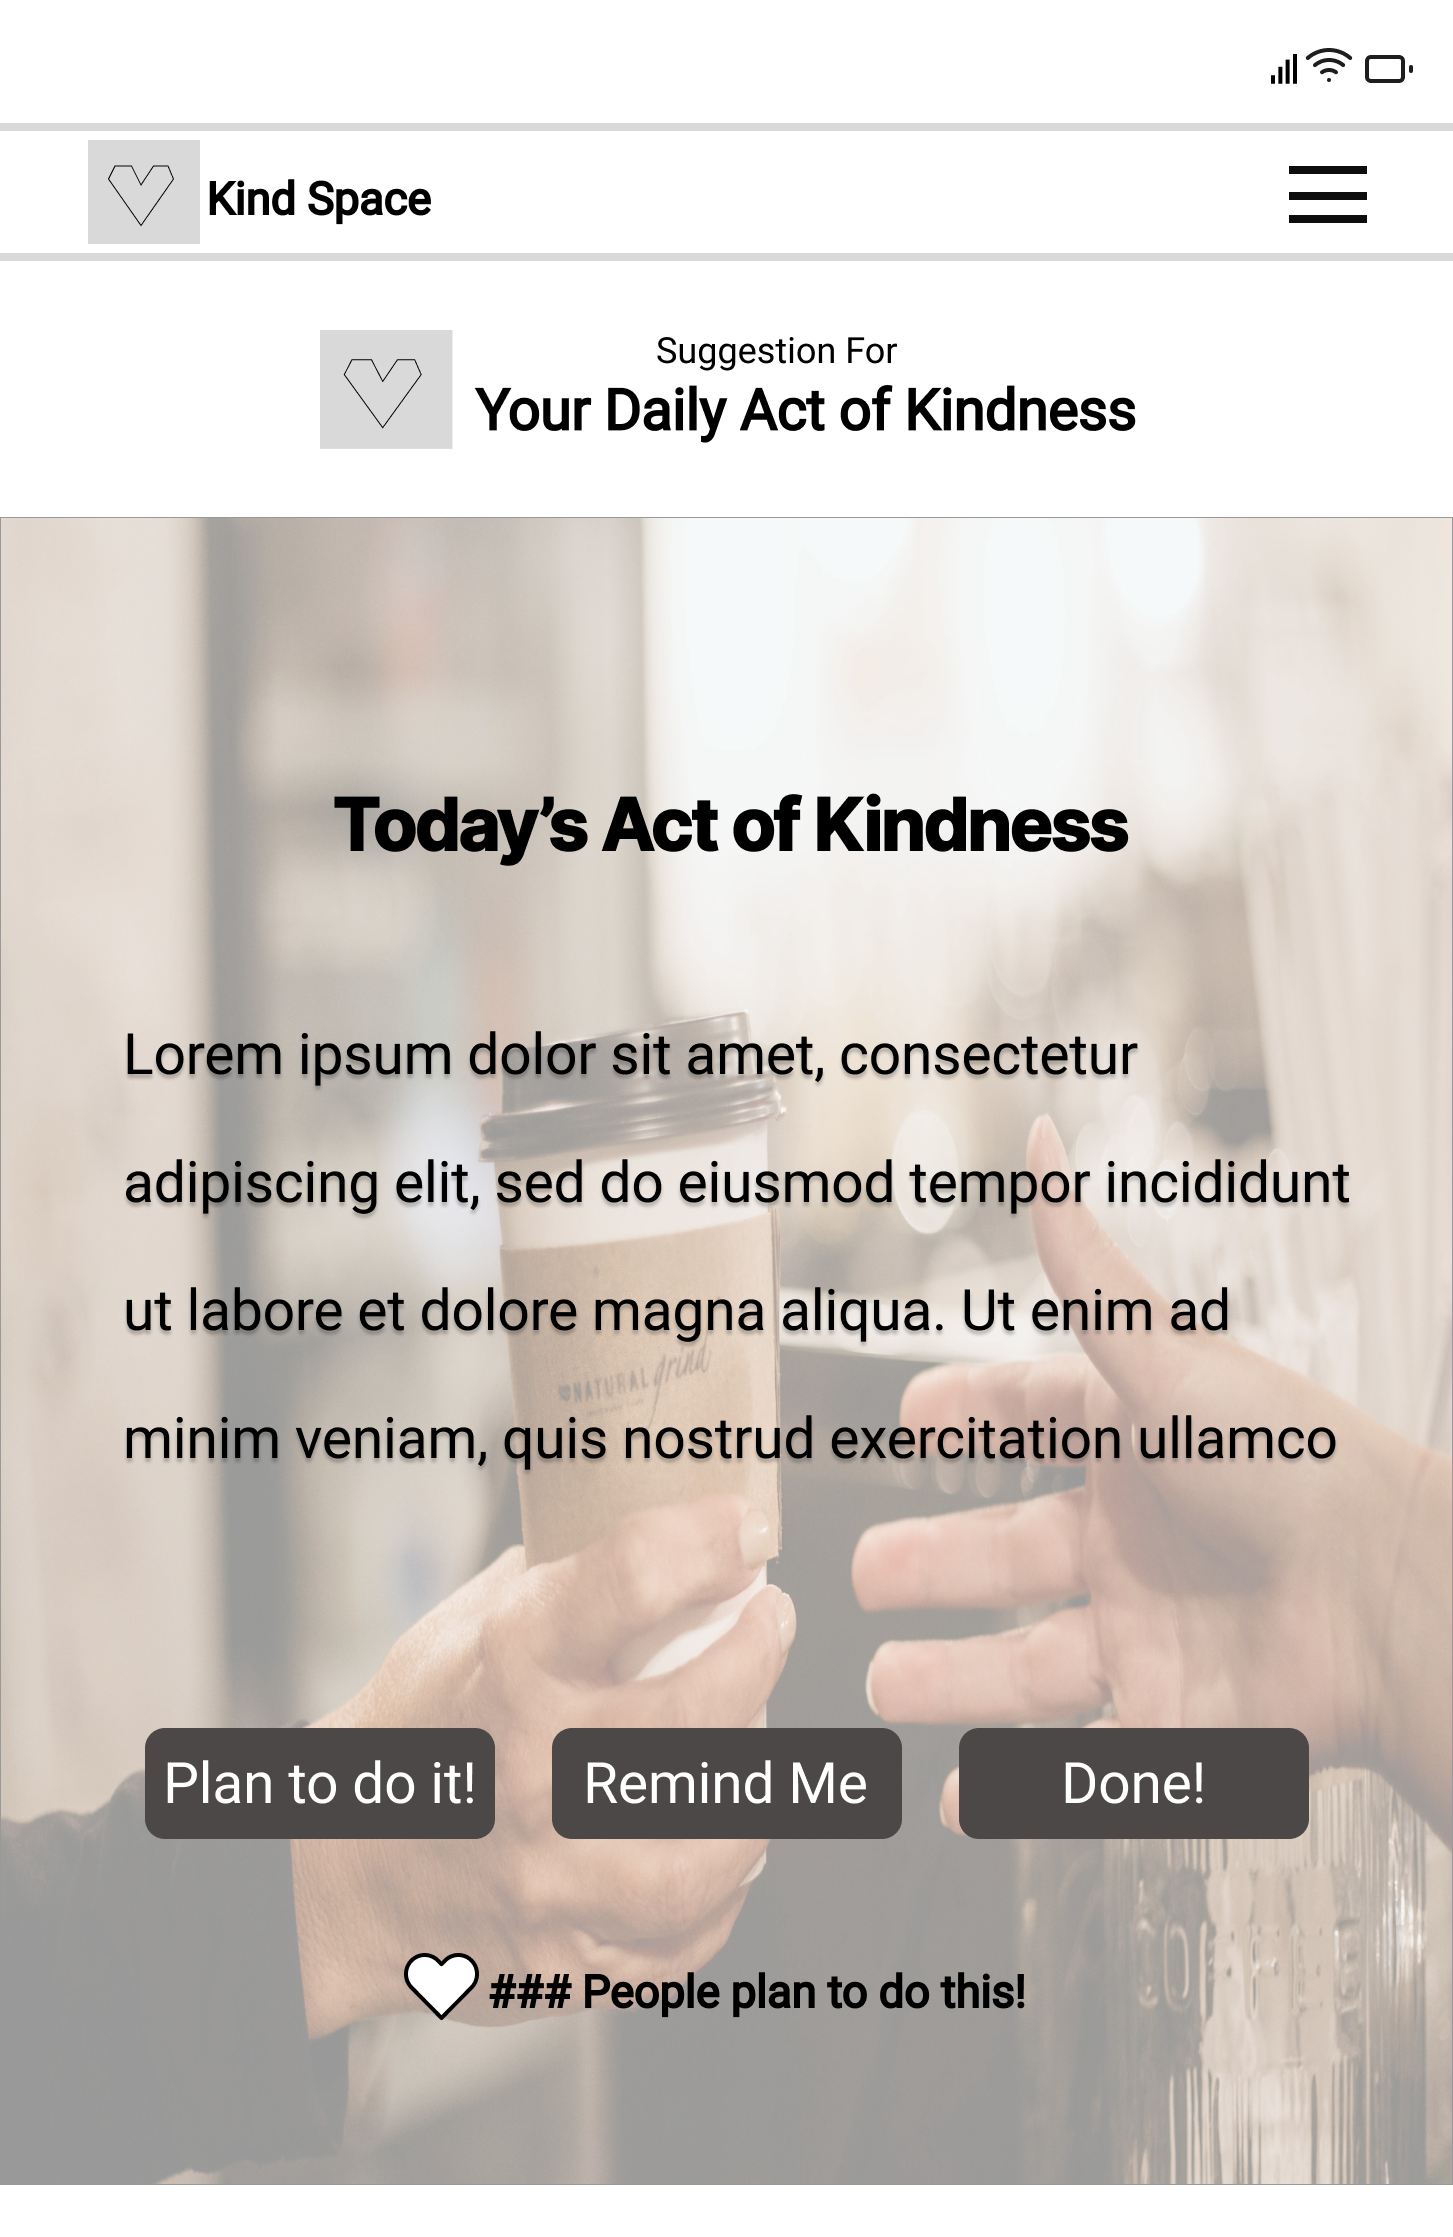 Kind Space
Suggestion For
Your Daily Act of Kindness
Today’s Act of Kindness
Lorem ipsum dolor sit amet, consectetur
adipiscing elit, sed do eiusmod tempor incididunt
ut labore et dolore magna aliqua. Ut enim ad
NATURAL grind
minim veniam, quis nostrud exercitation ullamco
Plan to do it!
Remind Me
Done!
### People plan to do this!